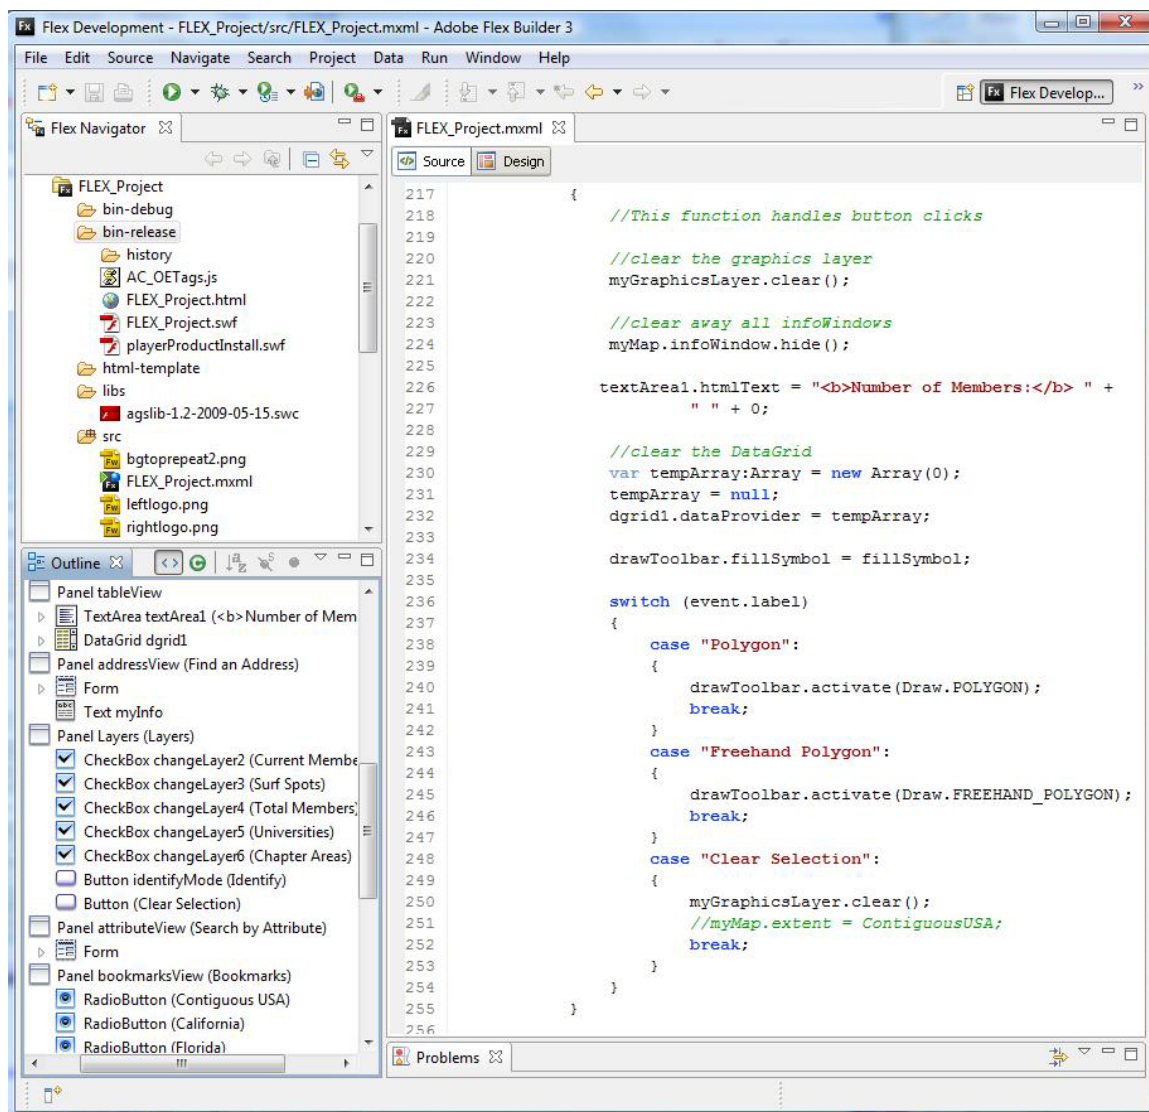 Flex Development - FLEX_Project/src/FLEX_Project.mxml - Adobe Flex Builder 3
File Edit Source Navigate Search Project Data Run Window Help
Flex Develop...
Flex Navigator
FLEX_Project
bin-debug
bin-release
history
AC_OETags.js
FLEX_Project.html
FLEX_Project.swf
playerProductInstall.swf
html-template
libs
agslib-1.2-2009-05-15.swc
src
bgtoprepeat2.png
FLEX_Project.mxml
leftlogo.png
rightlogo.png
Outline
Panel tableView
TextArea textArea1 (<b>Number of Mem
DataGrid dgrid1
Panel addressView (Find an Address)
Form
Text myInfo
Panel Layers (Layers)
CheckBox changeLayer2 (Current Membe
CheckBox changeLayer3 (Surf Spots)
CheckBox changeLayer4 (Total Members)
CheckBox changeLayer5 (Universities)
CheckBox changeLayer6 (Chapter Areas)
Button identifyMode (Identify)
Button (Clear Selection)
Panel attributeView (Search by Attribute)
Form
Panel bookmarksView (Bookmarks)
RadioButton (Contiguous USA)
RadioButton (California)
RadioButton (Florida)
FLEX_Project.mxml
Source Design
217 {
218 //This function handles button clicks
219
220 //clear the graphics layer
221 myGraphicsLayer.clear();
222
223 //clear away all infoWindows
224 myMap.infoWindow.hide();
225
226 textArea1.htmlText = "<b>Number of Members:</b> " +
227 " " + 0;
228
229 //clear the DataGrid
230 var tempArray:Array = new Array(0);
231 tempArray = null;
232 dgrid1.dataProvider = tempArray;
233
234 drawToolbar.fillSymbol = fillSymbol;
235
236 switch (event.label)
237 {
238 case "Polygon":
239 {
240 drawToolbar.activate(Draw.POLYGON);
241 break;
242 }
243 case "Freehand Polygon":
244 {
245 drawToolbar.activate(Draw.FREEHAND_POLYGON);
246 break;
247 }
248 case "Clear Selection":
249 {
250 myGraphicsLayer.clear();
251 //myMap.extent = ContiguousUSA;
252 break;
253 }
254 }
255 }
256
Problems